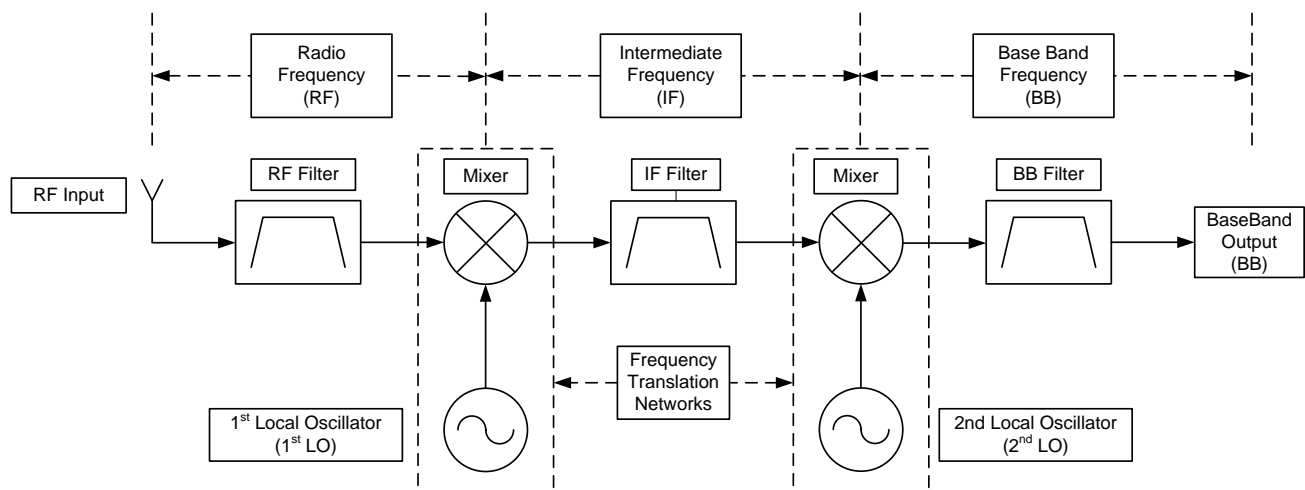 Radio
Frequency
(RF)
Intermediate
Frequency
(IF)
Base Band
Frequency
(BB)
RF Input
RF Filter
Mixer
IF Filter
Mixer
BB Filter
BaseBand
Output
(BB)
Frequency
Translation
Networks
1st Local Oscillator
(1st LO)
2nd Local Oscillator
(2nd LO)